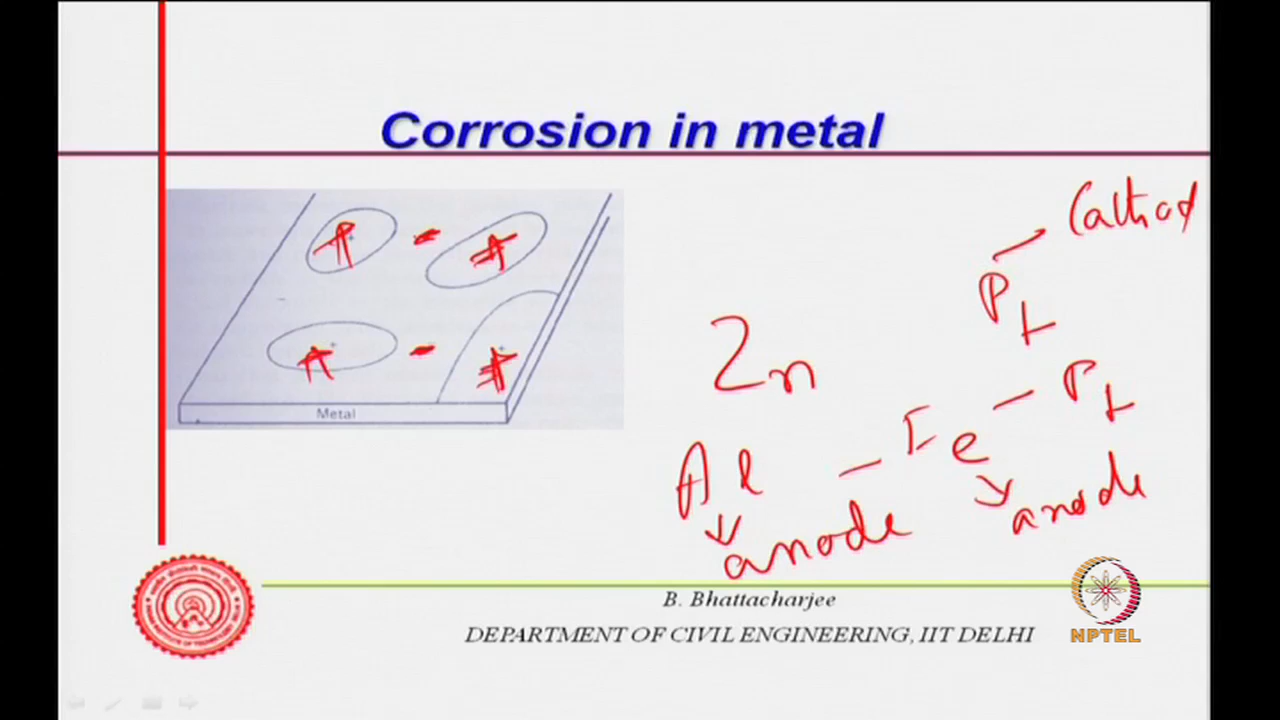 Corrosion in metal
Cathod
Pt
Zn
Fe – Pt
Al –
anode
anode
+ - +
+ - +
Metal
B. Bhattacharjee
DEPARTMENT OF CIVIL ENGINEERING, IIT DELHI
NPTEL